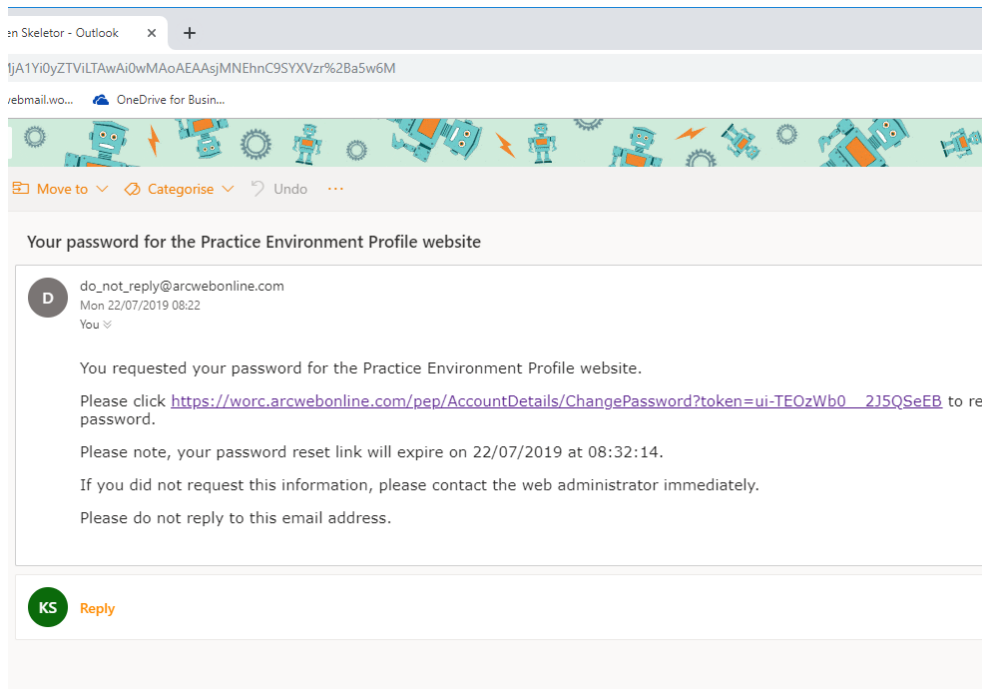 en Skeletor - Outlook
MjA1Yi0yZTViLTAwAi0wMAoAEAAsjMNEhnC9SYXVzr%2Ba5w6M
webmail.wo... OneDrive for Busin...
Move to Categorise Undo ...
Your password for the Practice Environment Profile website
D
do_not_reply@arcwebonline.com
Mon 22/07/2019 08:22
You
You requested your password for the Practice Environment Profile website.
Please click https://worc.arcwebonline.com/pep/AccountDetails/ChangePassword?token=ui-TEOzWb0__2J5QSeEB to re
password.
Please note, your password reset link will expire on 22/07/2019 at 08:32:14.
If you did not request this information, please contact the web administrator immediately.
Please do not reply to this email address.
KS Reply